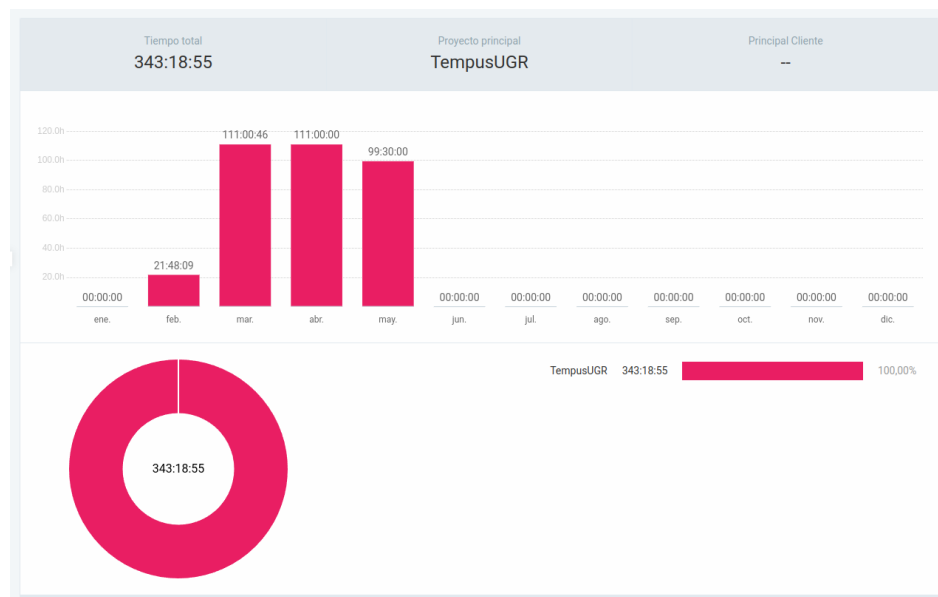 Tiempo total Proyecto principal Principal Cliente
343:18:55 TempusUGR --
120.0h
111:00:46 111:00:00
99:30:00
100.0h
80.0h
60.0h
40.0h
21:48:09
20.0h
00:00:00 00:00:00 00:00:00 00:00:00 00:00:00 00:00:00 00:00:00 00:00:00
ene. feb. mar. abr. may. jun. jul. ago. sep. oct. nov. dic.
TempusUGR 343:18:55 100,00%
343:18:55